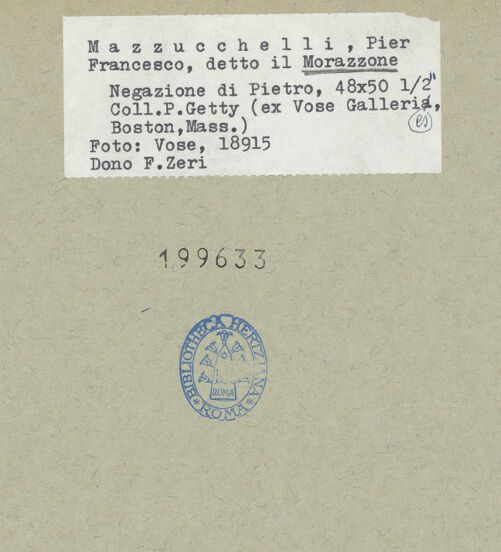 Mazzucchelli, Pier
Francesco, detto il Morazzone
Negazione di Pietro, 48x50 1/2"
Coll.P.Getty (ex Vose Galleria,
es
Boston,Mass.)
Foto: Vose, 18915
Dono F.Zeri
199633
BIBLIOTHECA HERTZIANA
ROMA
* ROMA *